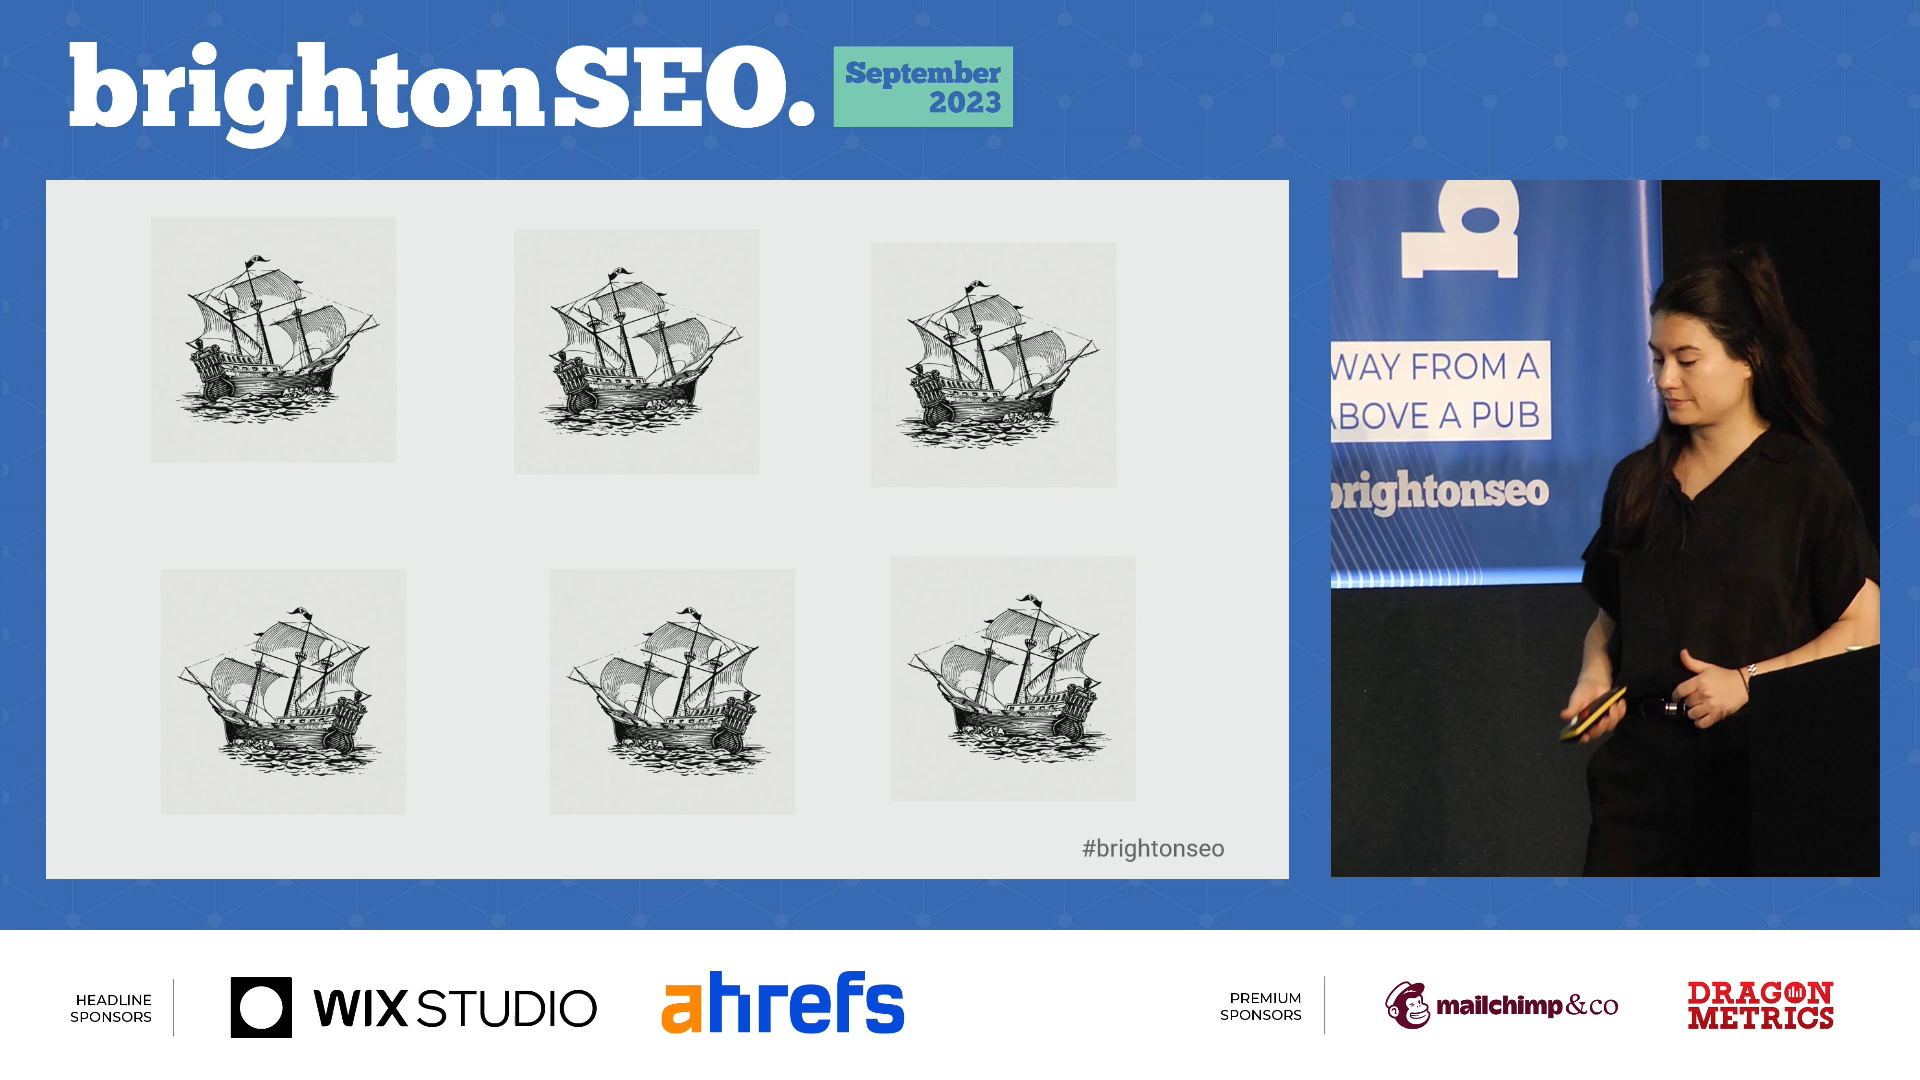 brightonSEO.
September
2023
b
WAY FROM A
ABOVE A PUB
brightonseo
#brightonseo
HEADLINE
SPONSORS
WIX STUDIO
ahrefs
PREMIUM
SPONSORS
mailchimp & co
DRAGON
METRICS